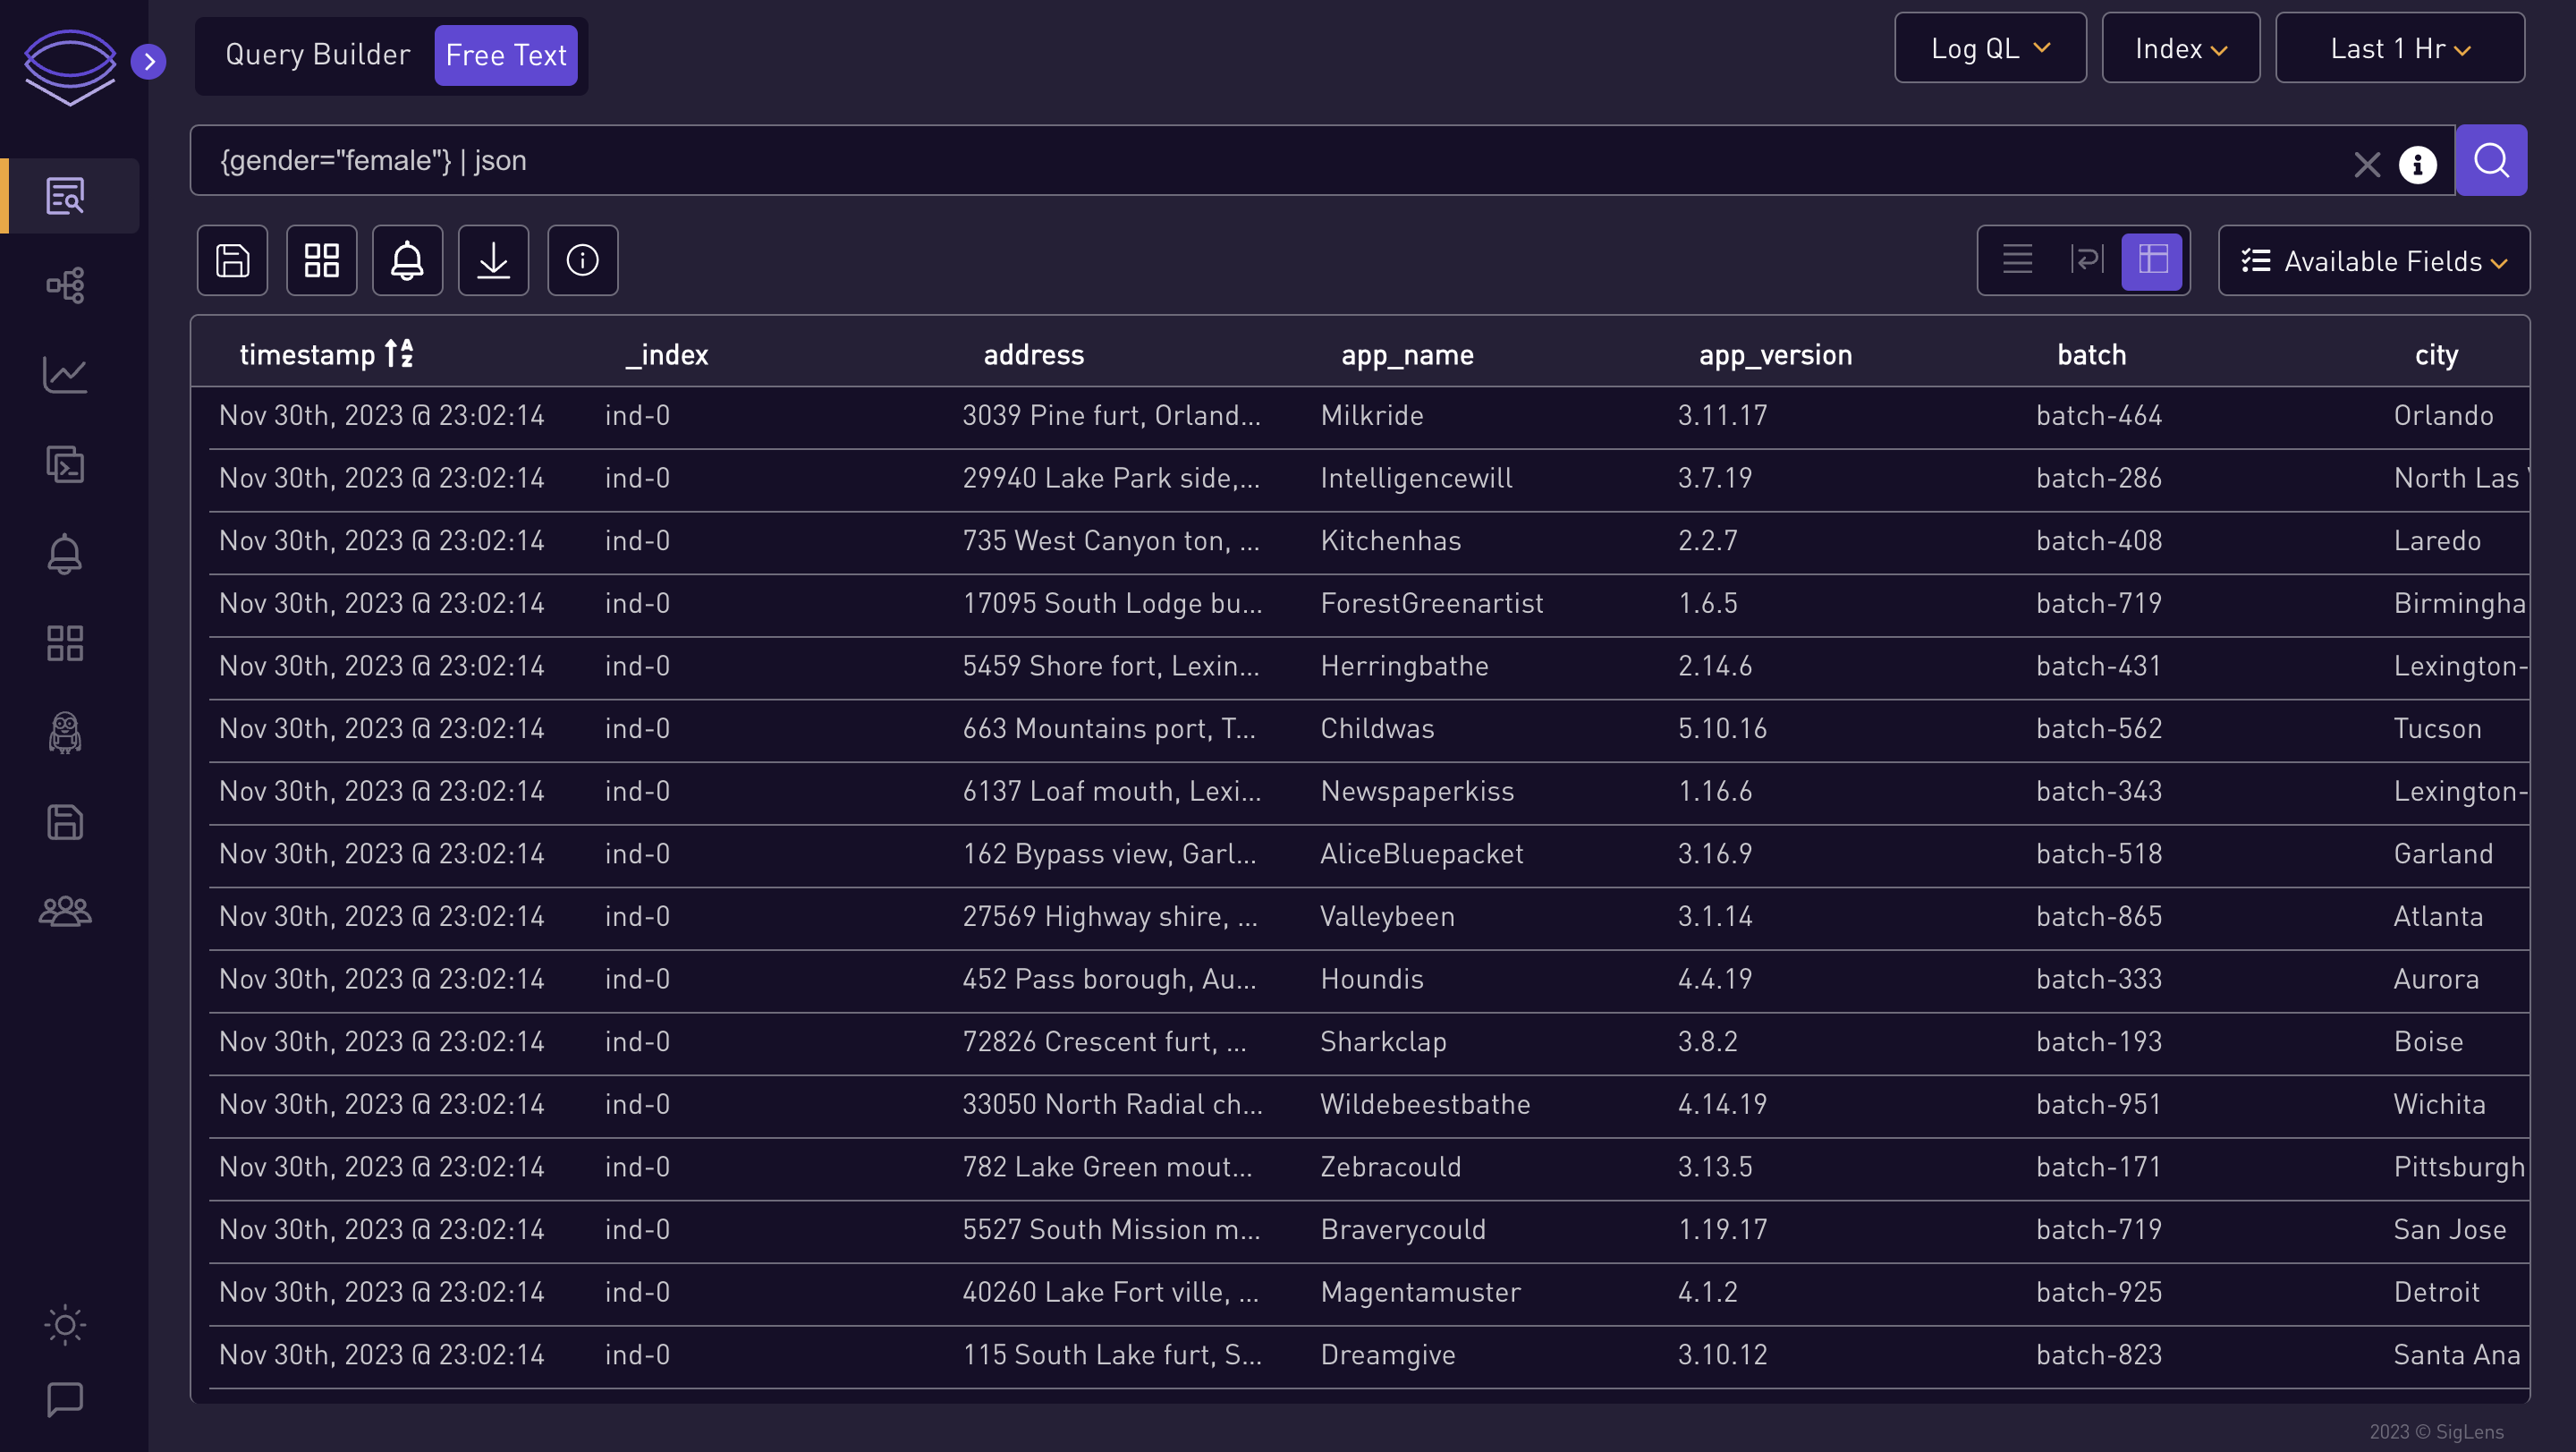 Query Builder Free Text Log QL Index Last 1 Hr
{gender="female"} | json
Available Fields
timestamp _index address app_name app_version batch city
Nov 30th, 2023 @ 23:02:14 ind-0 3039 Pine furt, Orland... Milkride 3.11.17 batch-464 Orlando
Nov 30th, 2023 @ 23:02:14 ind-0 29940 Lake Park side,... Intelligencewill 3.7.19 batch-286 North Las
Nov 30th, 2023 @ 23:02:14 ind-0 735 West Canyon ton, ... Kitchenhas 2.2.7 batch-408 Laredo
Nov 30th, 2023 @ 23:02:14 ind-0 17095 South Lodge bu... ForestGreenartist 1.6.5 batch-719 Birmingha
Nov 30th, 2023 @ 23:02:14 ind-0 5459 Shore fort, Lexin... Herringbathe 2.14.6 batch-431 Lexington-
Nov 30th, 2023 @ 23:02:14 ind-0 663 Mountains port, T... Childwas 5.10.16 batch-562 Tucson
Nov 30th, 2023 @ 23:02:14 ind-0 6137 Loaf mouth, Lexi... Newspaperkiss 1.16.6 batch-343 Lexington-
Nov 30th, 2023 @ 23:02:14 ind-0 162 Bypass view, Garl... AliceBluepacket 3.16.9 batch-518 Garland
Nov 30th, 2023 @ 23:02:14 ind-0 27569 Highway shire, ... Valleybeen 3.1.14 batch-865 Atlanta
Nov 30th, 2023 @ 23:02:14 ind-0 452 Pass borough, Au... Houndis 4.4.19 batch-333 Aurora
Nov 30th, 2023 @ 23:02:14 ind-0 72826 Crescent furt, ... Sharkclap 3.8.2 batch-193 Boise
Nov 30th, 2023 @ 23:02:14 ind-0 33050 North Radial ch... Wildebeestbathe 4.14.19 batch-951 Wichita
Nov 30th, 2023 @ 23:02:14 ind-0 782 Lake Green mout... Zebracould 3.13.5 batch-171 Pittsburgh
Nov 30th, 2023 @ 23:02:14 ind-0 5527 South Mission m... Braverycould 1.19.17 batch-719 San Jose
Nov 30th, 2023 @ 23:02:14 ind-0 40260 Lake Fort ville, ... Magentamuster 4.1.2 batch-925 Detroit
Nov 30th, 2023 @ 23:02:14 ind-0 115 South Lake furt, S... Dreamgive 3.10.12 batch-823 Santa Ana
2023 © SigLens